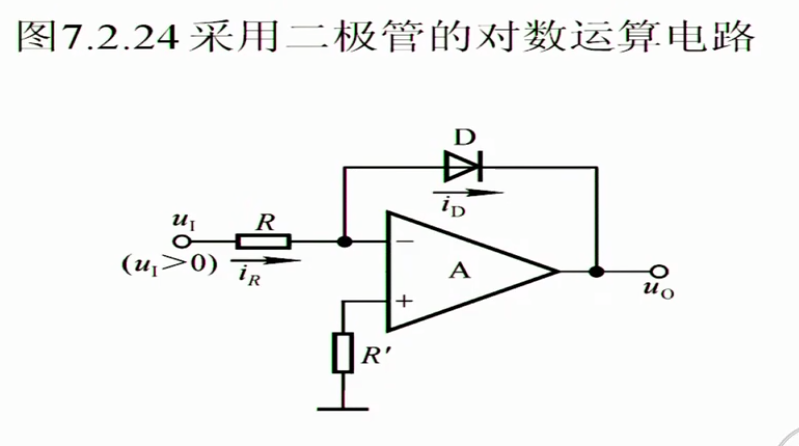 图7.2.24 采用二极管的对数运算电路
D
i_D
u_I
R
(u_I>0)
i_R
−
A
+
u_O
R′